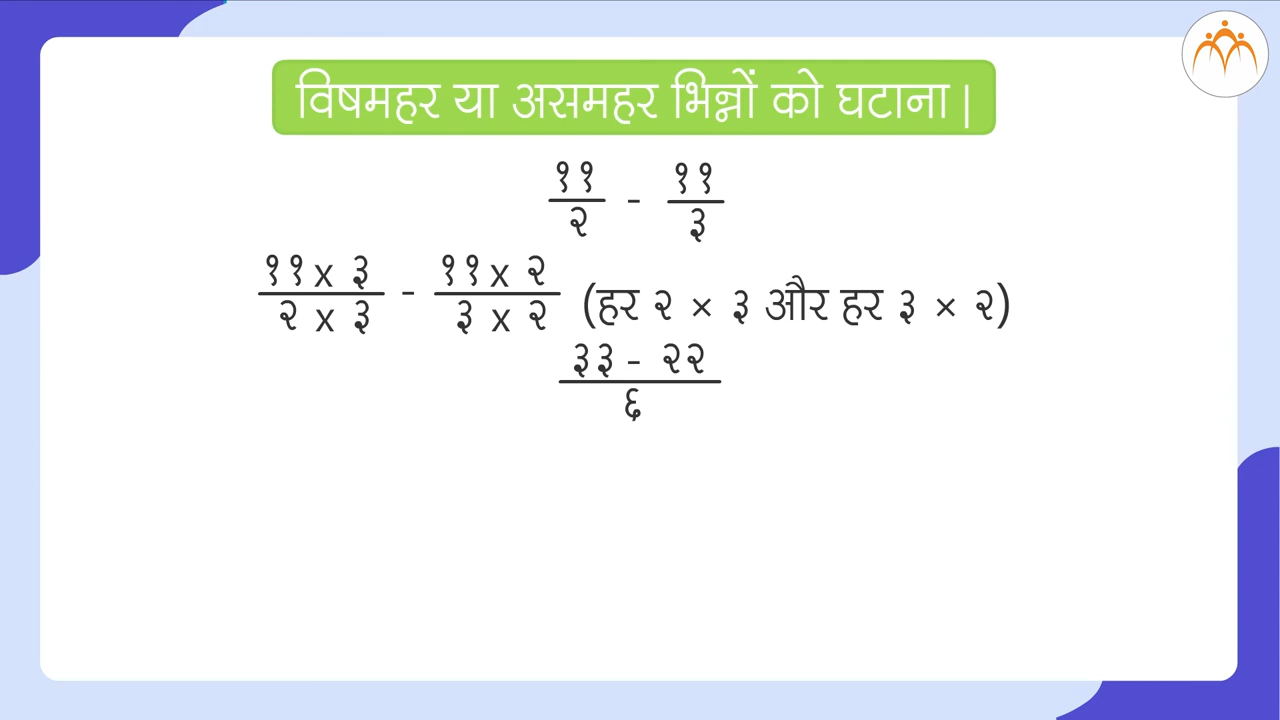 विषमहर या असमहर भिन्नों को घटाना |
११/२ - ११/३
११ x ३/२ x ३ - ११ x २/३ x २ (हर २ × ३ और हर ३ × २)
३३ - २२/६